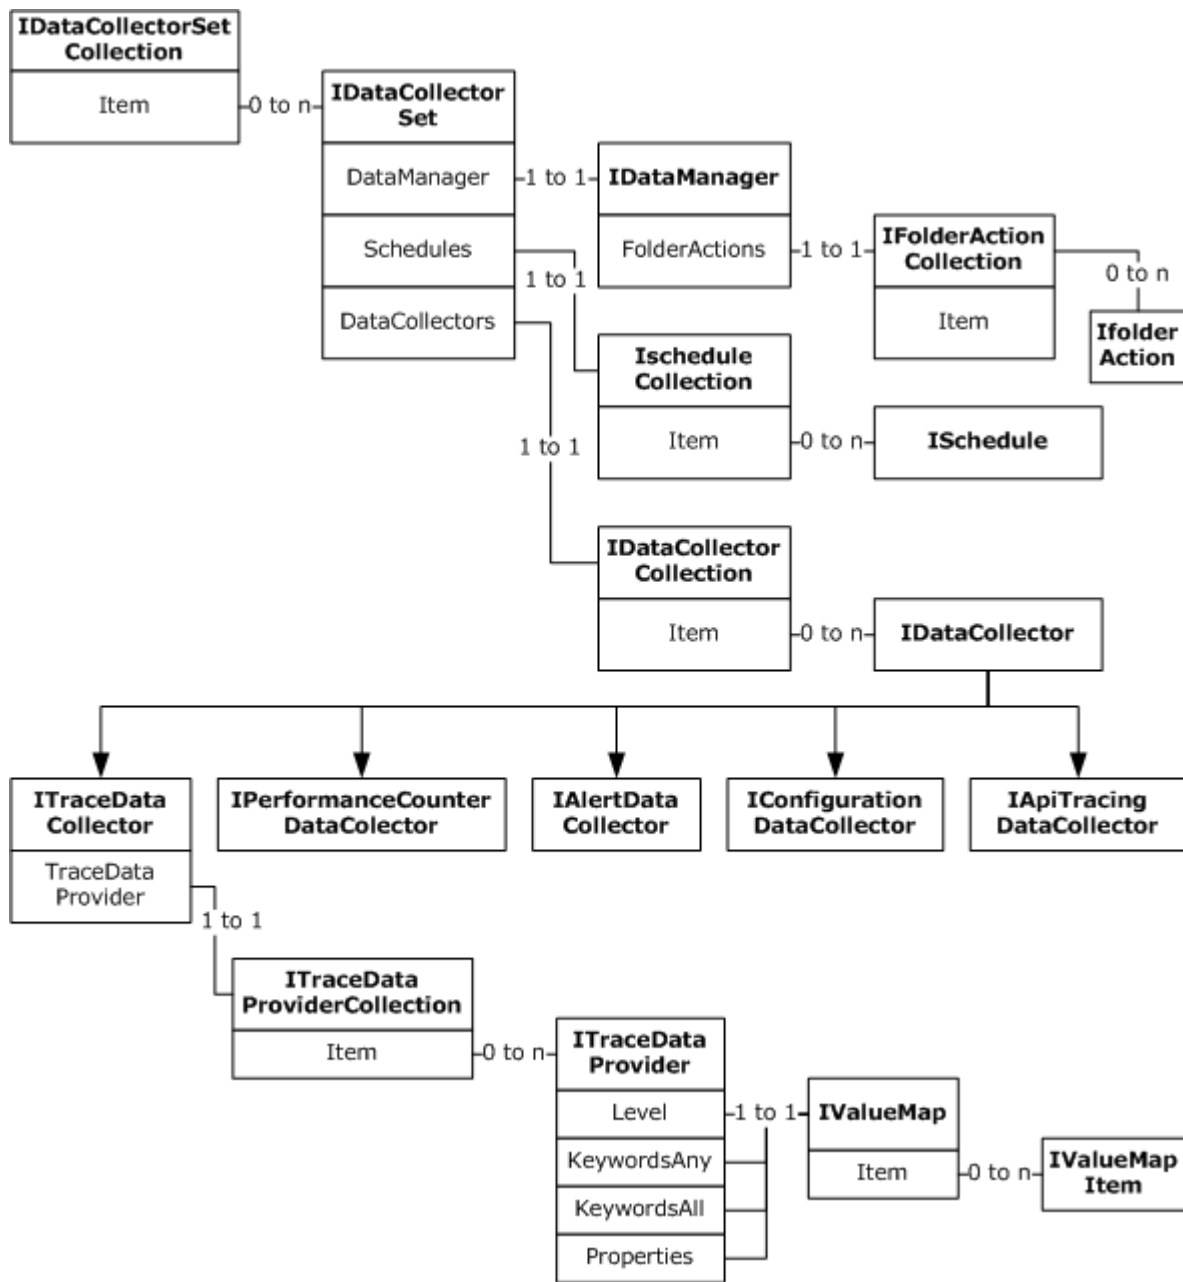 IDataCollectorSet
Collection
Item
0 to n
IDataCollector
Set
DataManager
1 to 1
IDataManager
Schedules
FolderActions
1 to 1
IFolderAction
Collection
0 to n
1 to 1
DataCollectors
Item
Ifolder
Action
Ischedule
Collection
Item
0 to n
ISchedule
1 to 1
IDataCollector
Collection
Item
0 to n
IDataCollector
ITraceData
Collector
IPerformanceCounter
DataColector
IAlertData
Collector
IConfiguration
DataCollector
IApiTracing
DataCollector
TraceData
Provider
1 to 1
ITraceData
ProviderCollection
Item
0 to n
ITraceData
Provider
Level
1 to 1
IValueMap
KeywordsAny
Item
0 to n
IValueMap
Item
KeywordsAll
Properties